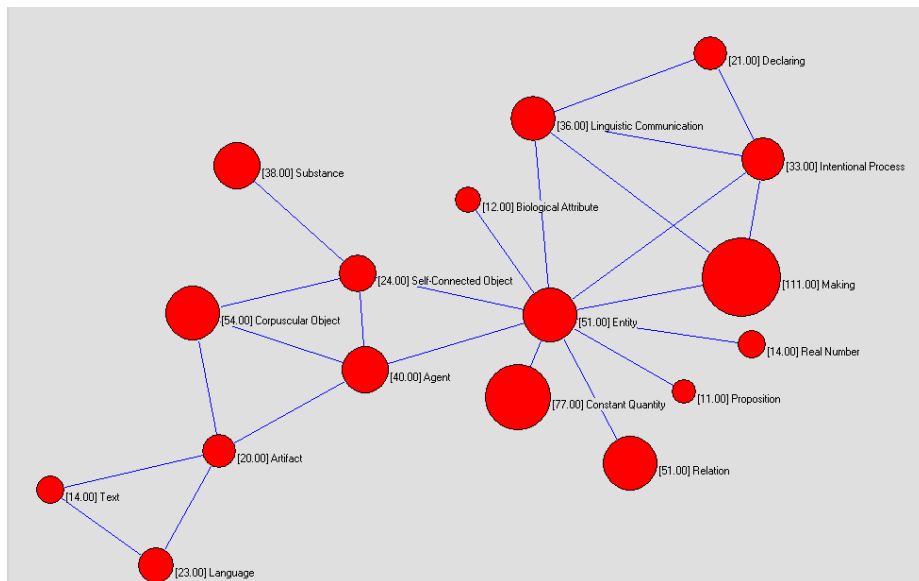 [21.00] Declaring
[36.00] Linguistic Communication
[33.00] Intentional Process
[38.00] Substance
[12.00] Biological Attribute
[24.00] Self-Connected Object
[111.00] Making
[54.00] Corpuscular Object
[51.00] Entity
[14.00] Real Number
[40.00] Agent
[11.00] Proposition
[77.00] Constant Quantity
[20.00] Artifact
[51.00] Relation
[14.00] Text
[23.00] Language